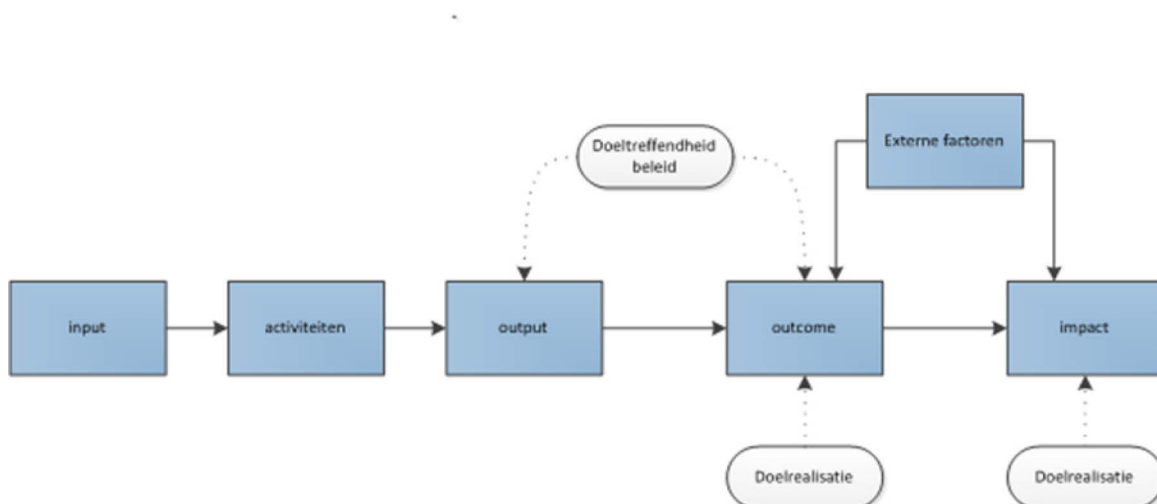 Externe factoren
Doeltreffendheid
beleid
input
activiteiten
output
outcome
impact
Doelrealisatie
Doelrealisatie